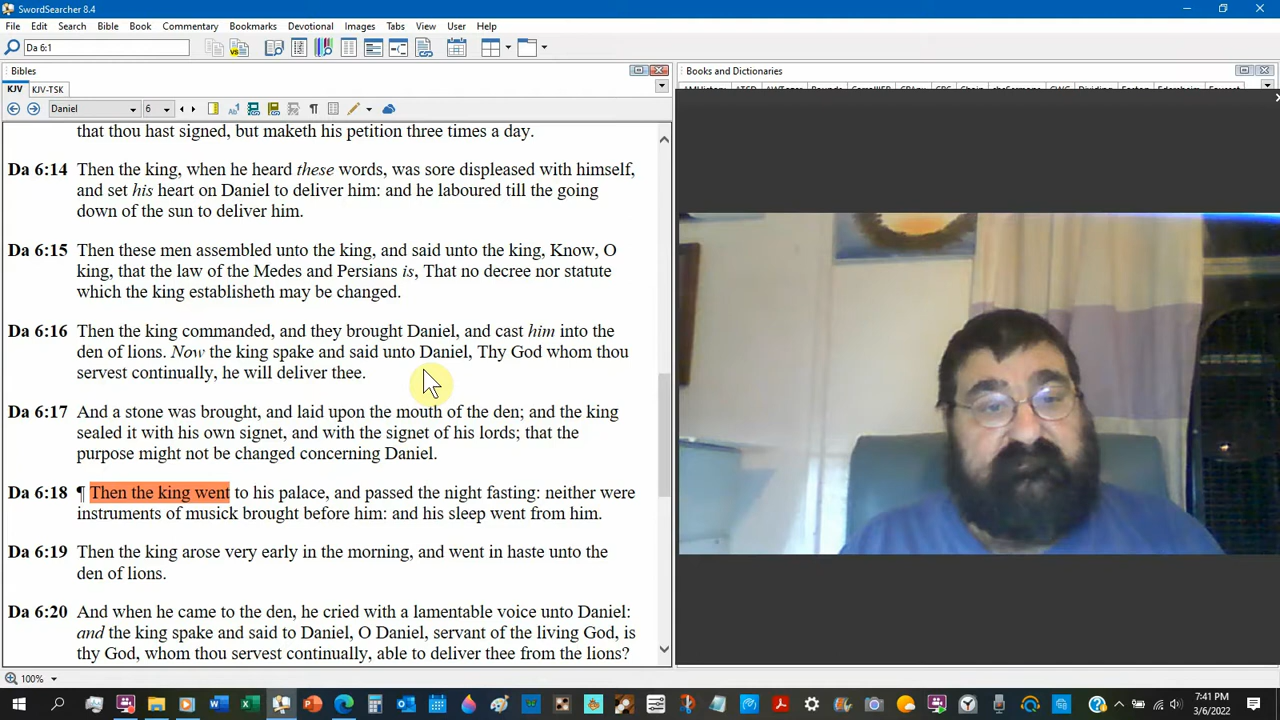 SwordSearcher 8.4
File Edit Search Bible Book Commentary Bookmarks Devotional Images Tabs View User Help
Da 6:1
Bibles
Books and Dictionaries
KJV KJV-TSK
Daniel 6
that thou hast signed, but maketh his petition three times a day.
Da 6:14 Then the king, when he heard these words, was sore displeased with himself,
and set his heart on Daniel to deliver him: and he laboured till the going
down of the sun to deliver him.
Da 6:15 Then these men assembled unto the king, and said unto the king, Know, O
king, that the law of the Medes and Persians is, That no decree nor statute
which the king establisheth may be changed.
Da 6:16 Then the king commanded, and they brought Daniel, and cast him into the
den of lions. Now the king spake and said unto Daniel, Thy God whom thou
servest continually, he will deliver thee.
Da 6:17 And a stone was brought, and laid upon the mouth of the den; and the king
sealed it with his own signet, and with the signet of his lords; that the
purpose might not be changed concerning Daniel.
Da 6:18 ¶ Then the king went to his palace, and passed the night fasting: neither were
instruments of musick brought before him: and his sleep went from him.
Da 6:19 Then the king arose very early in the morning, and went in haste unto the
den of lions.
Da 6:20 And when he came to the den, he cried with a lamentable voice unto Daniel:
and the king spake and said to Daniel, O Daniel, servant of the living God, is
thy God, whom thou servest continually, able to deliver thee from the lions?
100%
7:41 PM
3/6/2022